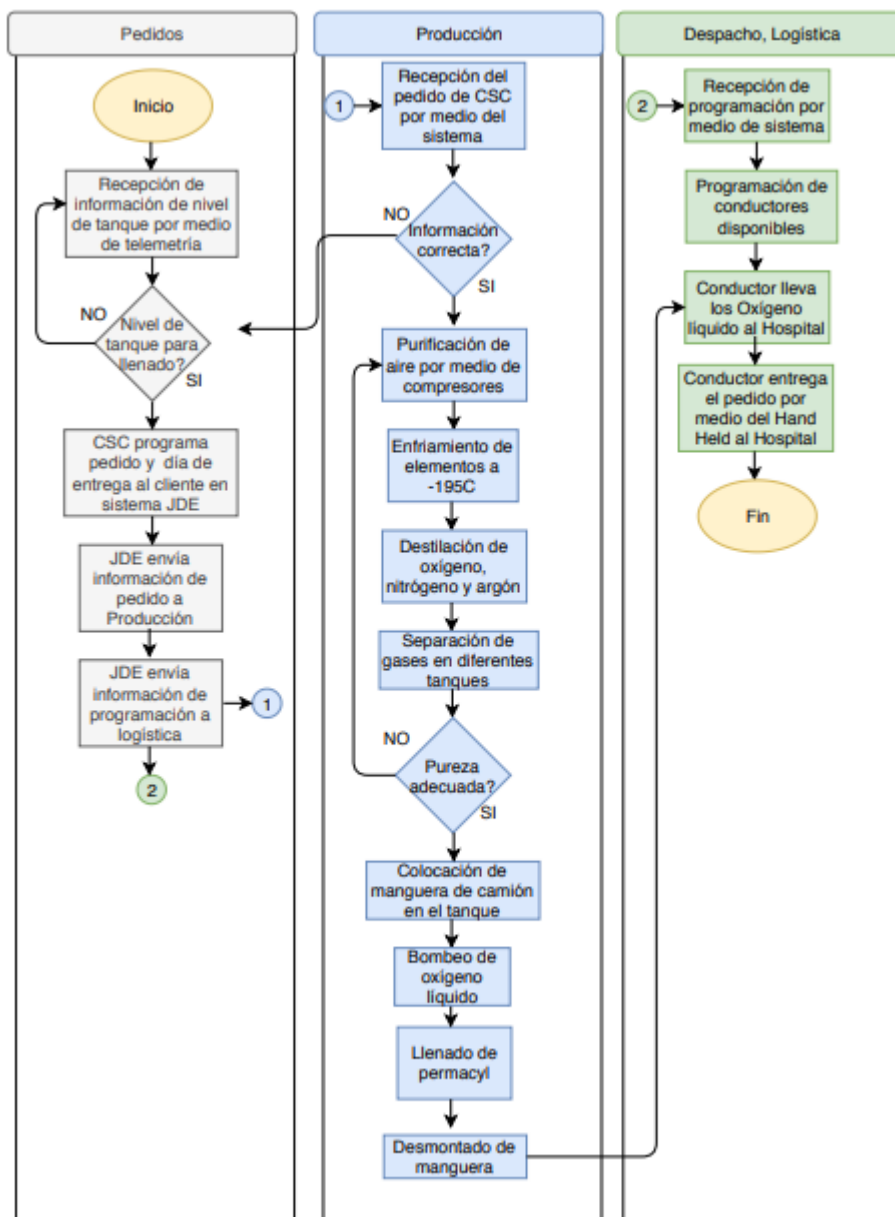 Pedidos
Inicio
Recepción de
información de nivel
de tanque por medio
de telemetría
NO
Nivel de
tanque para
llenado?
SI
CSC programa
pedido y día de
entrega al cliente en
sistema JDE
JDE envía
información de
pedido a
Producción
JDE envía
información de
programación a
logística
1
2
Producción
1
Recepción del
pedido de CSC
por medio del
sistema
NO
Información
correcta?
SI
Purificación de
aire por medio de
compresores
Enfriamiento de
elementos a
-195C
Destilación de
oxígeno,
nitrógeno y argón
Separación de
gases en diferentes
tanques
NO
Pureza
adecuada?
SI
Colocación de
manguera de camión
en el tanque
Bombeo de
oxígeno
líquido
Llenado de
permacyl
Desmontado de
manguera
Despacho, Logística
2
Recepción de
programación por
medio de sistema
Programación de
conductores
disponibles
Conductor lleva
los Oxígeno
líquido al Hospital
Conductor entrega
el pedido por
medio del Hand
Held al Hospital
Fin